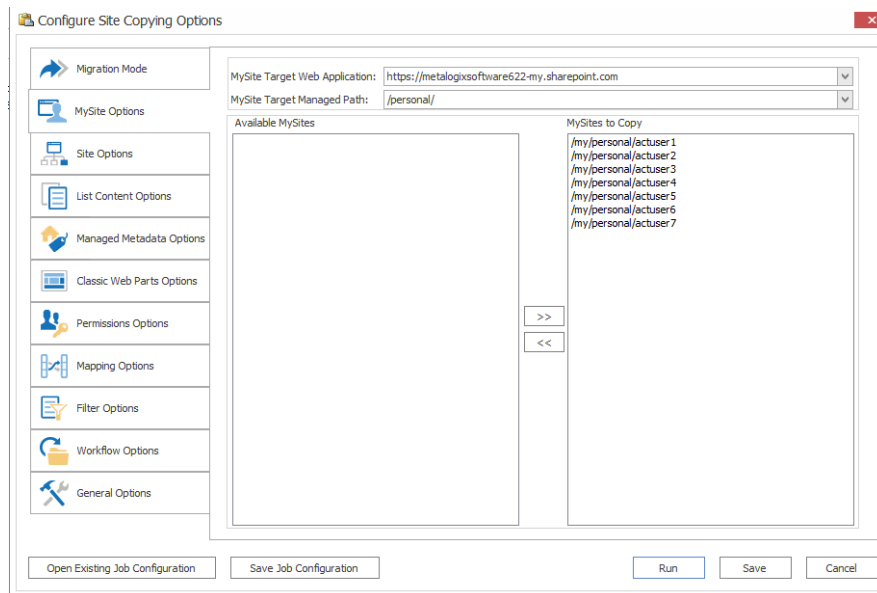 Configure Site Copying Options
Migration Mode
MySite Options
Site Options
List Content Options
Managed Metadata Options
Classic Web Parts Options
Permissions Options
Mapping Options
Filter Options
Workflow Options
General Options
MySite Target Web Application: https://metalogixsoftware622-my.sharepoint.com
MySite Target Managed Path: /personal/
Available MySites
>>
<<
MySites to Copy
/my/personal/actuser1
/my/personal/actuser2
/my/personal/actuser3
/my/personal/actuser4
/my/personal/actuser5
/my/personal/actuser6
/my/personal/actuser7
Open Existing Job Configuration Save Job Configuration Run Save Cancel